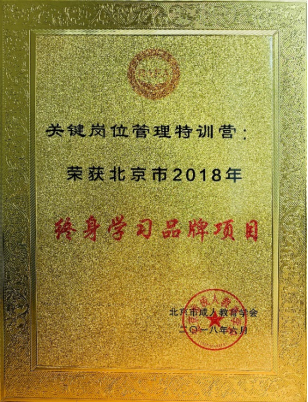 关键岗位管理特训营：
荣获北京市2018年
终身学习品牌项目
北京市成人教育学会
二〇一八年六月